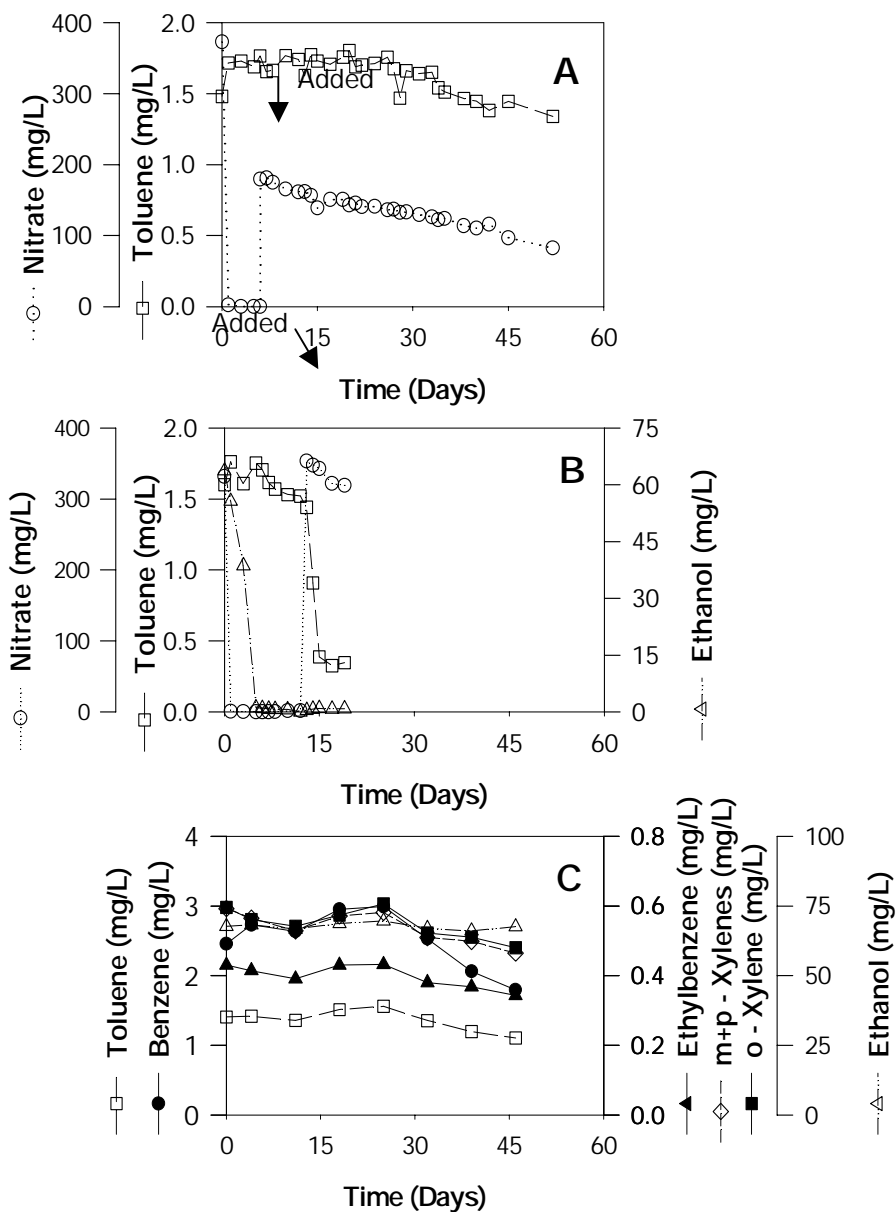 Nitrate (mg/L)
400
300
200
100
0
Toluene (mg/L)
2.0
1.5
1.0
0.5
0.0
A
Added
Added
0 15 30 45 60
Time (Days)
Nitrate (mg/L)
400
300
200
100
0
Toluene (mg/L)
2.0
1.5
1.0
0.5
0.0
B
75
60
45
30
15
0
Ethanol (mg/L)
0 15 30 45 60
Time (Days)
Toluene (mg/L)
Benzene (mg/L)
4
3
2
1
0
C
0.8
0.6
0.4
0.2
0.0
Ethylbenzene (mg/L)
m+p - Xylenes (mg/L)
o - Xylene (mg/L)
100
75
50
25
0
Ethanol (mg/L)
0 15 30 45 60
Time (Days)